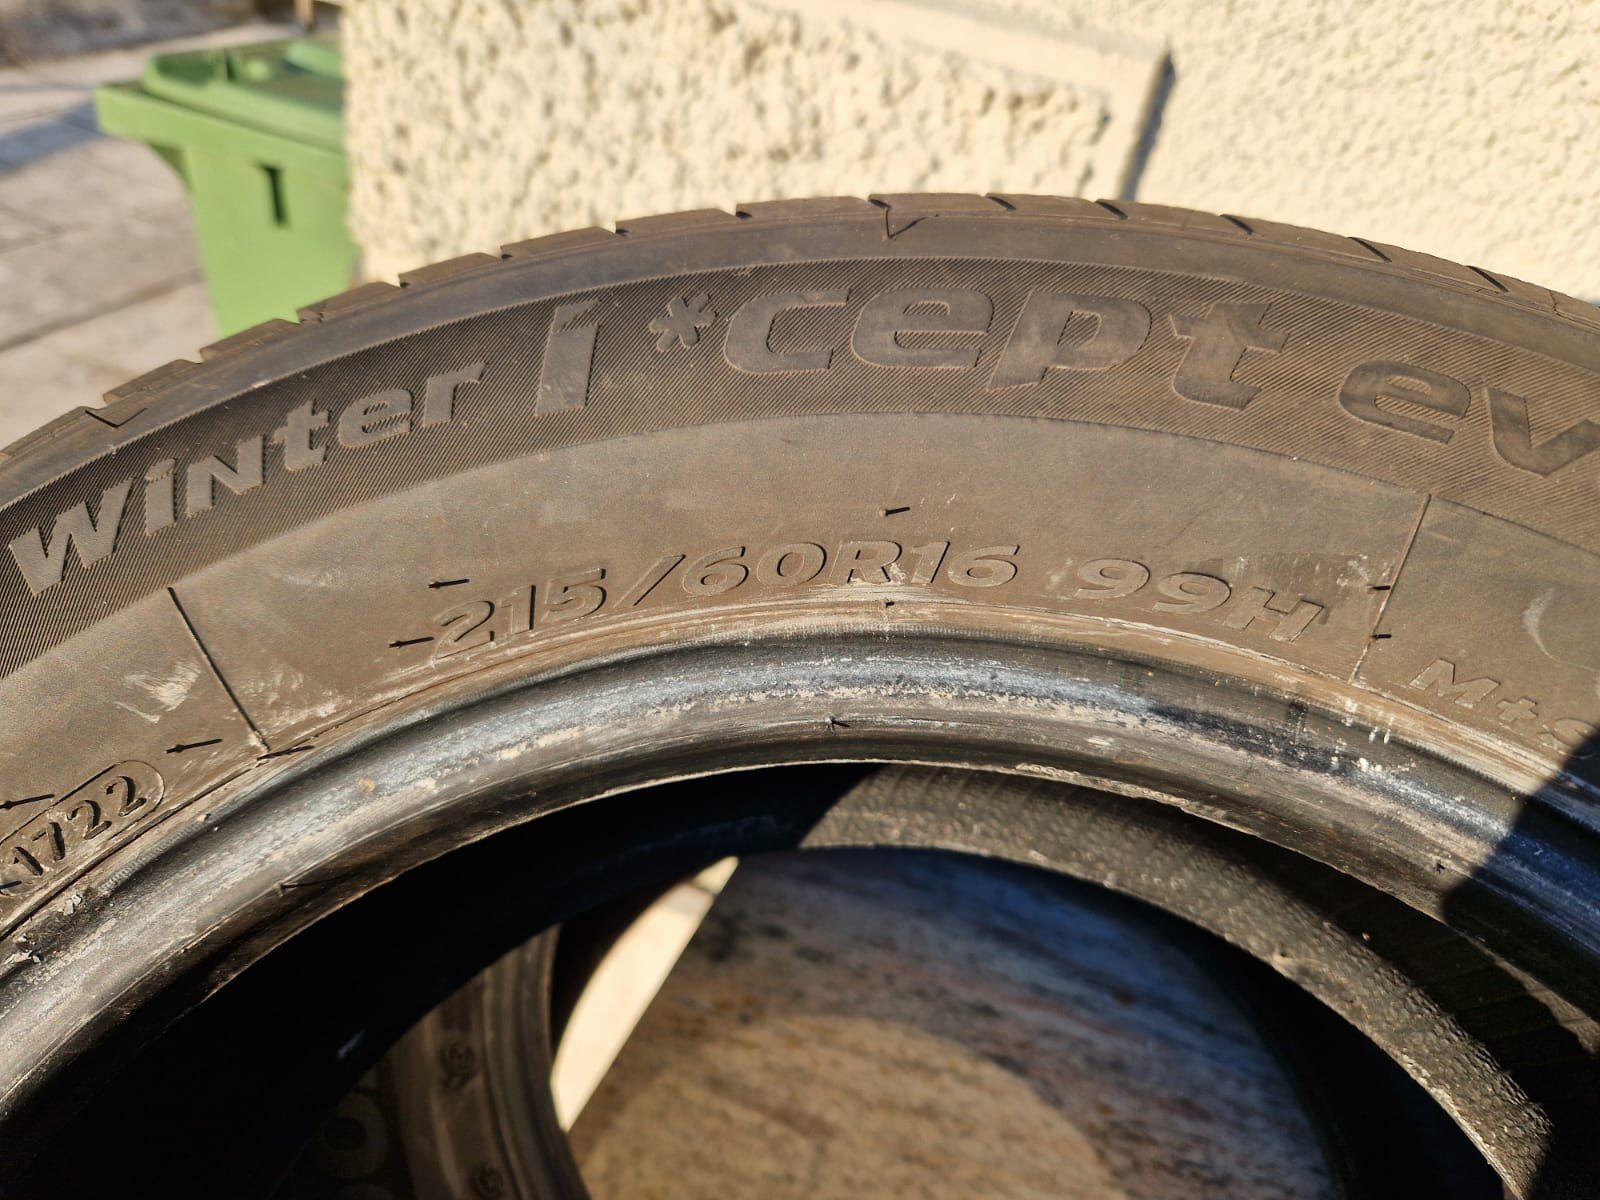 winter i*cept ev
215/60R16 99H
M+S
1722